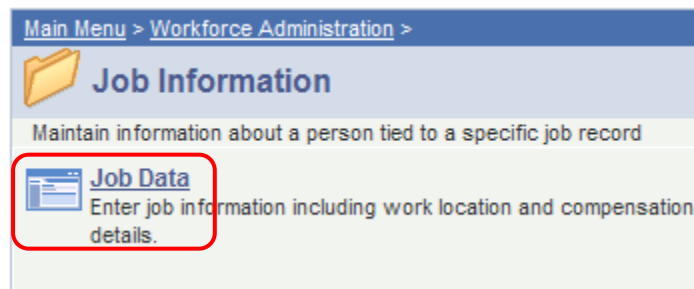 Main Menu > Workforce Administration >
Job Information
Maintain information about a person tied to a specific job record
Job Data
Enter job information including work location and compensation
details.